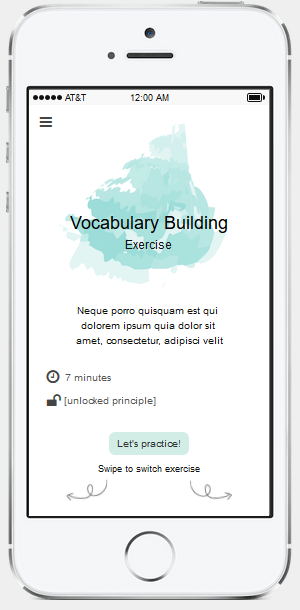 AT&T 12:00 AM
Vocabulary Building
Exercise
Neque porro quisquam est qui
dolorem ipsum quia dolor sit
amet, consectetur, adipisci velit
7 minutes
[unlocked principle]
Let's practice!
Swipe to switch exercise